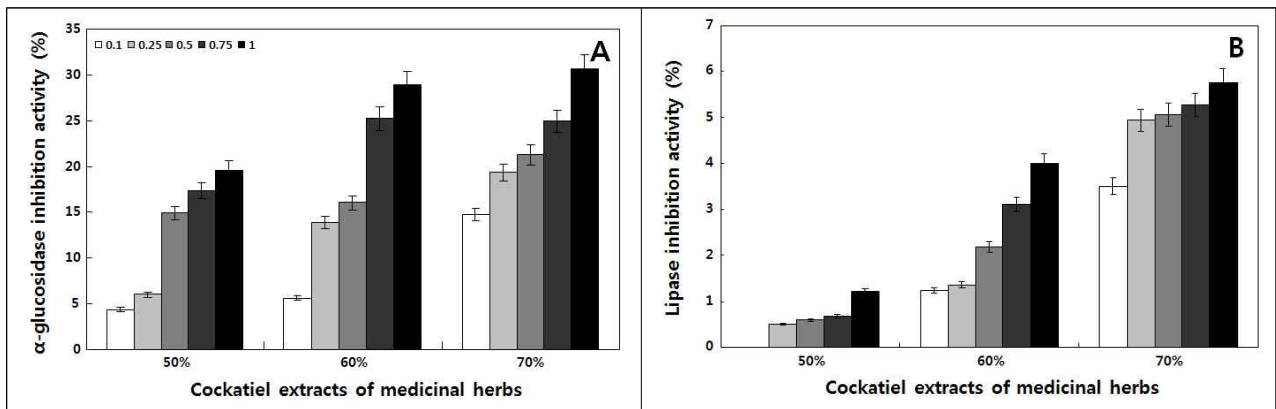 A
α-glucosidase inhibition activity (%)
35
30
25
20
15
10
5
0
0.1 0.25 0.5 0.75 1
50% 60% 70%
Cockatiel extracts of medicinal herbs
B
Lipase inhibition activity (%)
7
6
5
4
3
2
1
0
50% 60% 70%
Cockatiel extracts of medicinal herbs